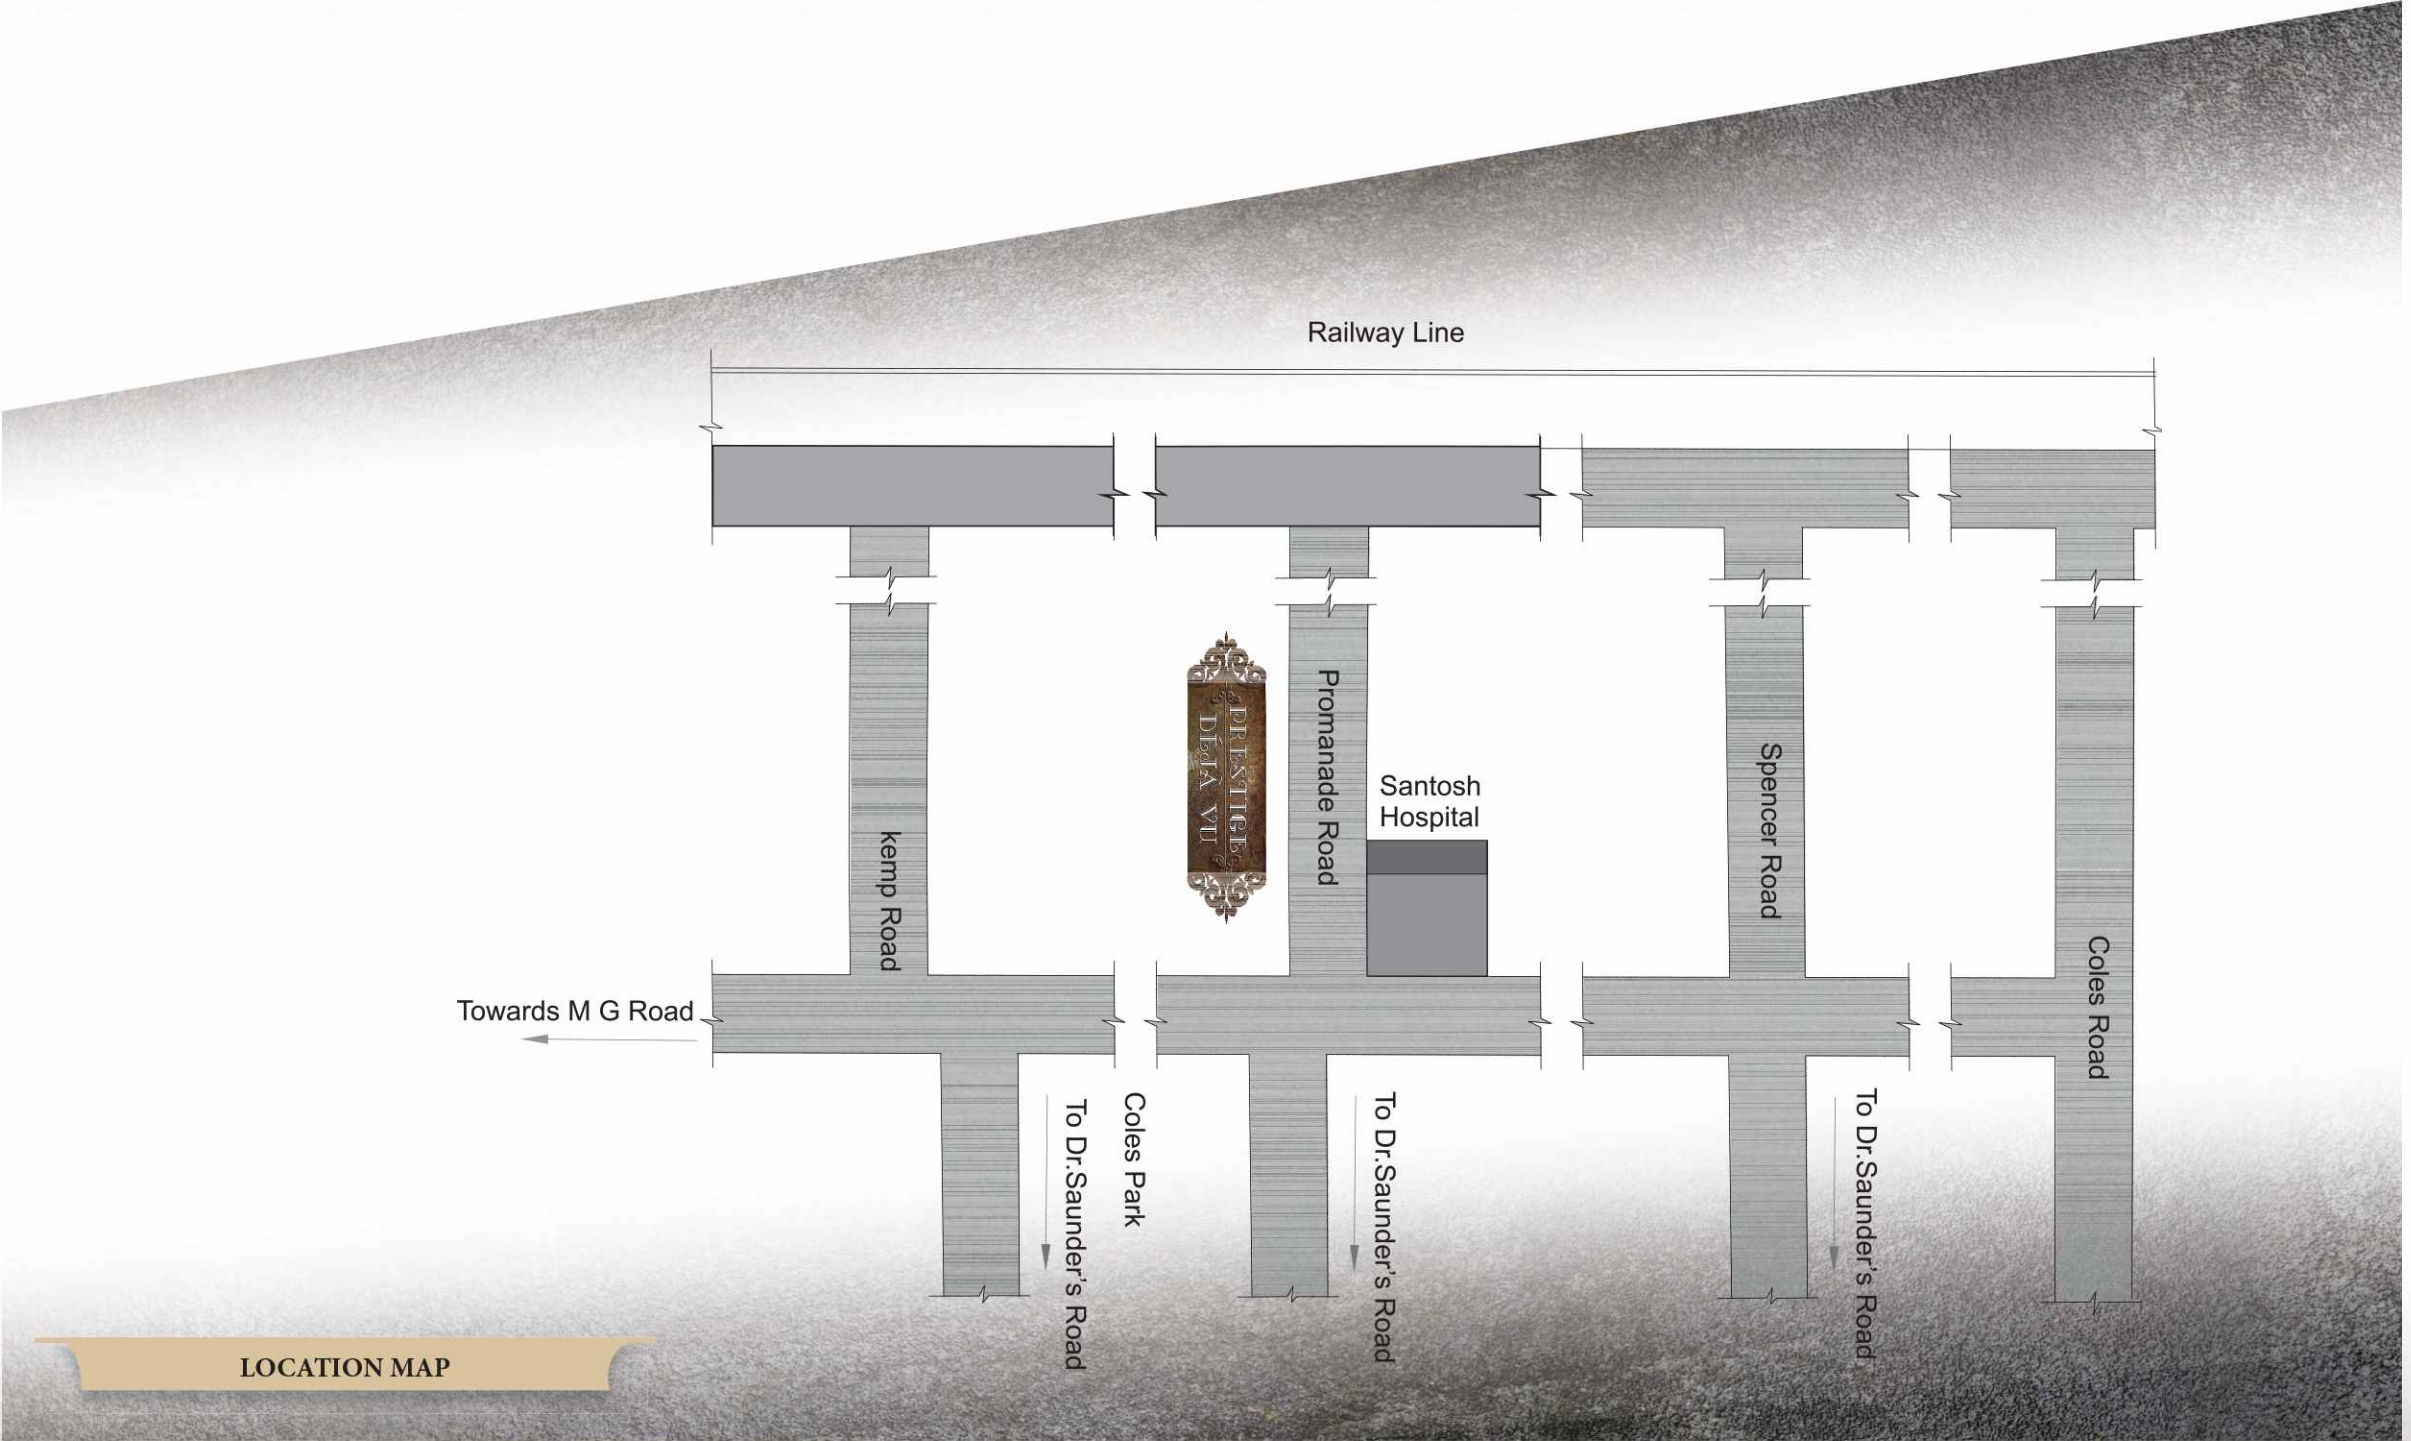 Railway Line
PRESTIGE
DÉJÀ VU
Promanade Road
Santosh
Hospital
Spencer Road
kemp Road
Coles Road
Towards M G Road
To Dr.Saunder's Road
Coles Park
To Dr.Saunder's Road
To Dr.Saunder's Road
LOCATION MAP